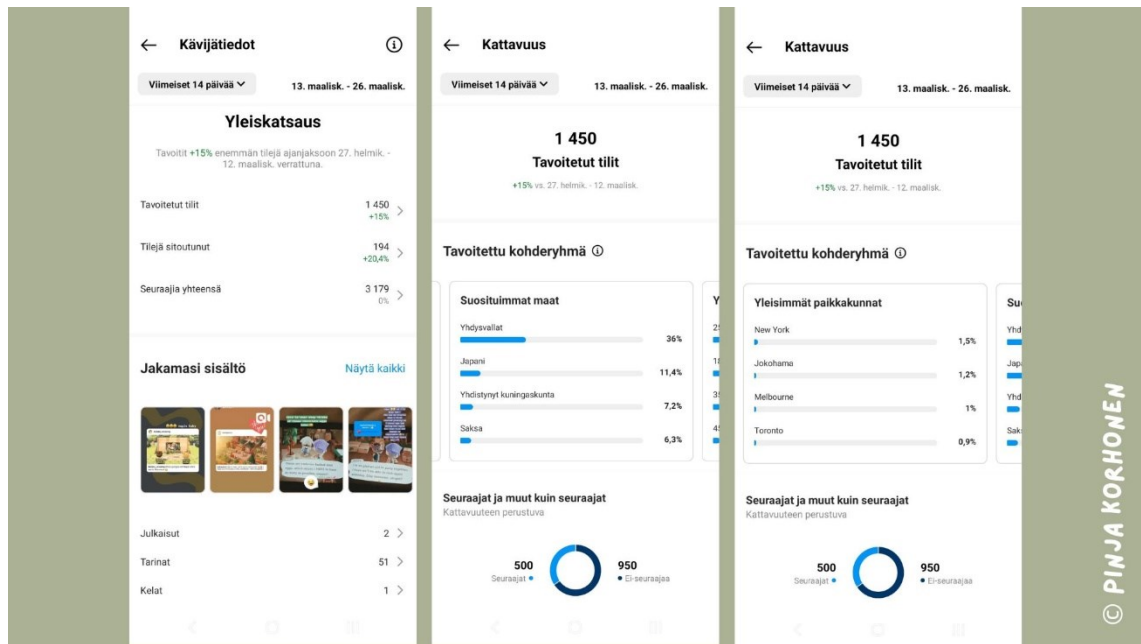 Kävijätiedot
Viimeiset 14 päivää
13. maalisk. - 26. maalisk.
Yleiskatsaus
Tavoitit +15% enemmän tilejä ajanjaksoon 27. helmik. -
12. maalisk. verrattuna.
Tavoitetut tilit
1 450
+15%
Tilejä sitoutunut
194
+20,4%
Seuraajia yhteensä
3 179
0%
Jakamasi sisältö
Näytä kaikki
Julkaisut
2
Tarinat
51
Kelat
1
Kattavuus
Viimeiset 14 päivää
13. maalisk. - 26. maalisk.
1 450
Tavoitetut tilit
+15% vs. 27. helmik. - 12. maalisk.
Tavoitettu kohderyhmä
Suosituimmat maat
Yhdysvallat
36%
Japani
11,4%
Yhdistynyt kuningaskunta
7,2%
Saksa
6,3%
Seuraajat ja muut kuin seuraajat
Kattavuuteen perustuva
500
Seuraajat
950
Ei-seuraajaa
Kattavuus
Viimeiset 14 päivää
13. maalisk. - 26. maalisk.
1 450
Tavoitetut tilit
+15% vs. 27. helmik. - 12. maalisk.
Tavoitettu kohderyhmä
Yleisimmät paikkakunnat
New York
1,5%
Jokohama
1,2%
Melbourne
1%
Toronto
0,9%
Seuraajat ja muut kuin seuraajat
Kattavuuteen perustuva
500
Seuraajat
950
Ei-seuraajaa
© PINJA KORHONEN